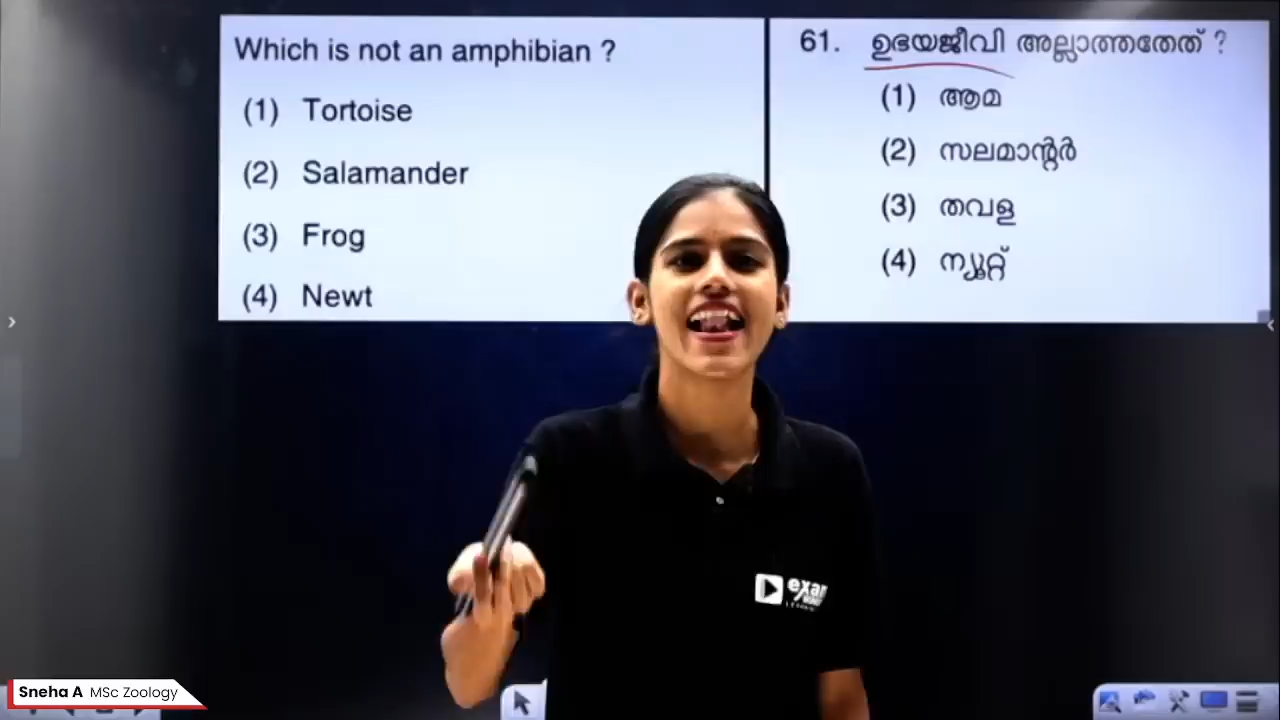 Which is not an amphibian ?
(1) Tortoise
(2) Salamander
(3) Frog
(4) Newt
61. ഉഭയജീവി അല്ലാത്തതേത് ?
(1) ആമ
(2) സലമാന്റർ
(3) തവള
(4) ന്യൂറ്റ്
exam
Sneha A MSc Zoology